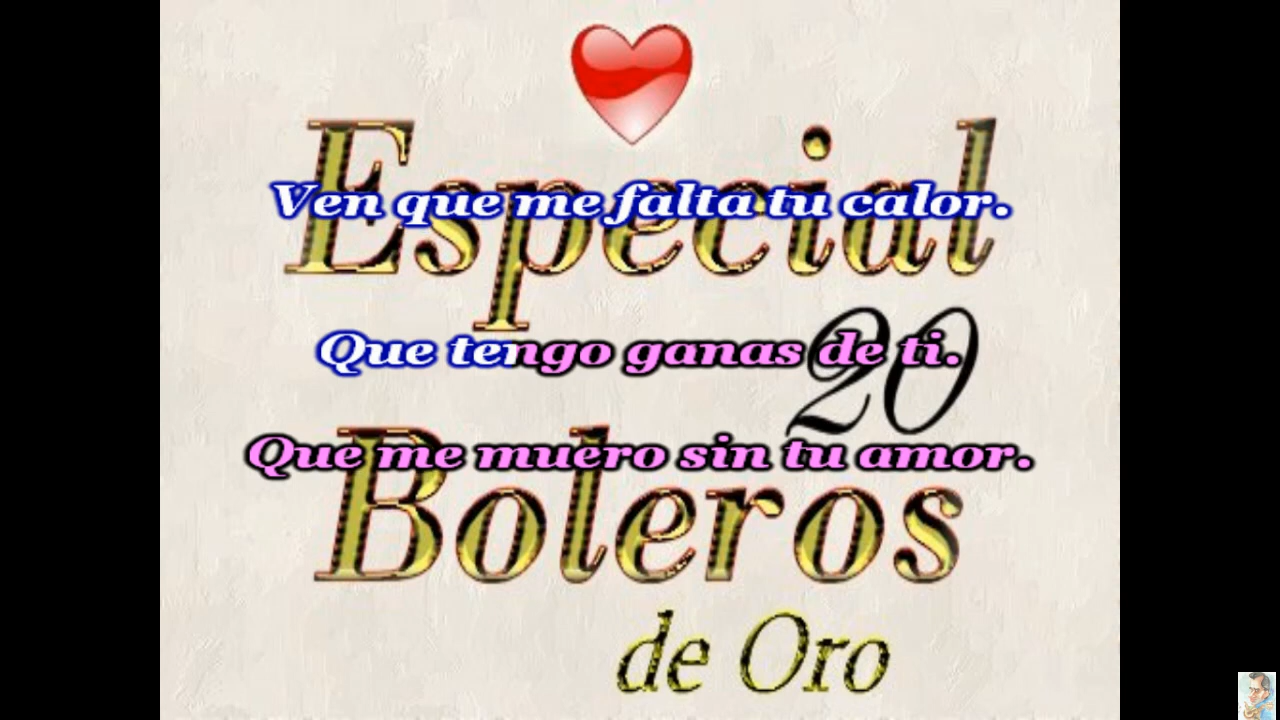 Especial
Ven que me falta tu calor.
20
Que tengo ganas de ti.
Boleros
Que me muero sin tu amor.
de Oro